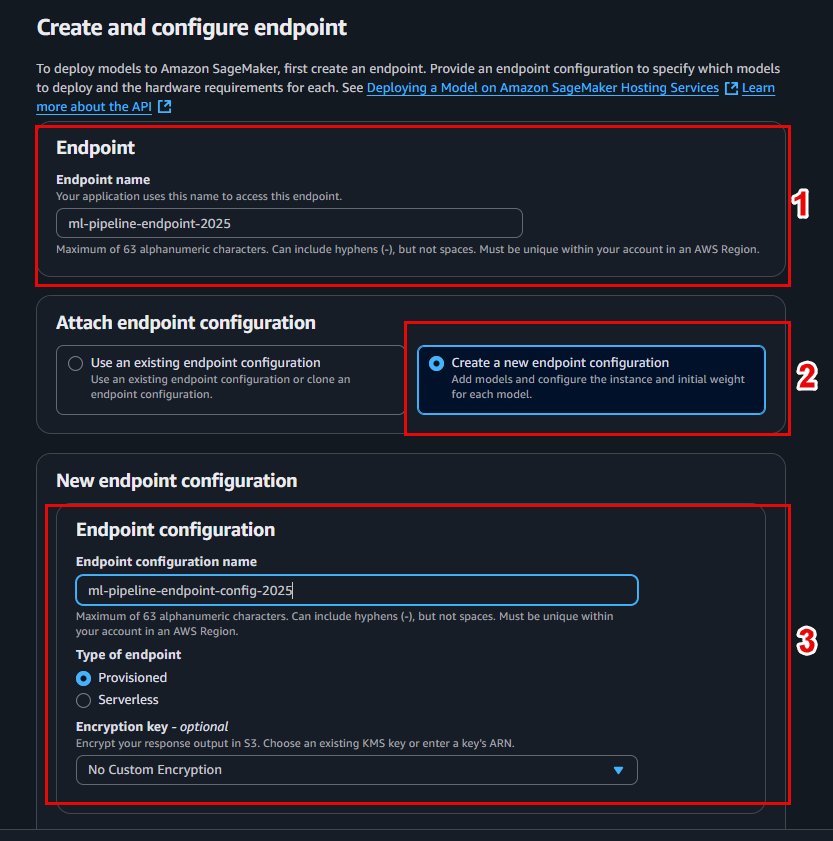 Create and configure endpoint
To deploy models to Amazon SageMaker, first create an endpoint. Provide an endpoint configuration to specify which models
to deploy and the hardware requirements for each. See Deploying a Model on Amazon SageMaker Hosting Services Learn
more about the API
Endpoint
Endpoint name
Your application uses this name to access this endpoint.
ml-pipeline-endpoint-2025
Maximum of 63 alphanumeric characters. Can include hyphens (-), but not spaces. Must be unique within your account in an AWS Region.
1
Attach endpoint configuration
Use an existing endpoint configuration
Use an existing endpoint configuration or clone an
endpoint configuration.
Create a new endpoint configuration
Add models and configure the instance and initial weight
for each model.
2
New endpoint configuration
Endpoint configuration
Endpoint configuration name
ml-pipeline-endpoint-config-2025
Maximum of 63 alphanumeric characters. Can include hyphens (-), but not spaces. Must be unique within
your account in an AWS Region.
Type of endpoint
Provisioned
Serverless
3
Encryption key - optional
Encrypt your response output in S3. Choose an existing KMS key or enter a key's ARN.
No Custom Encryption